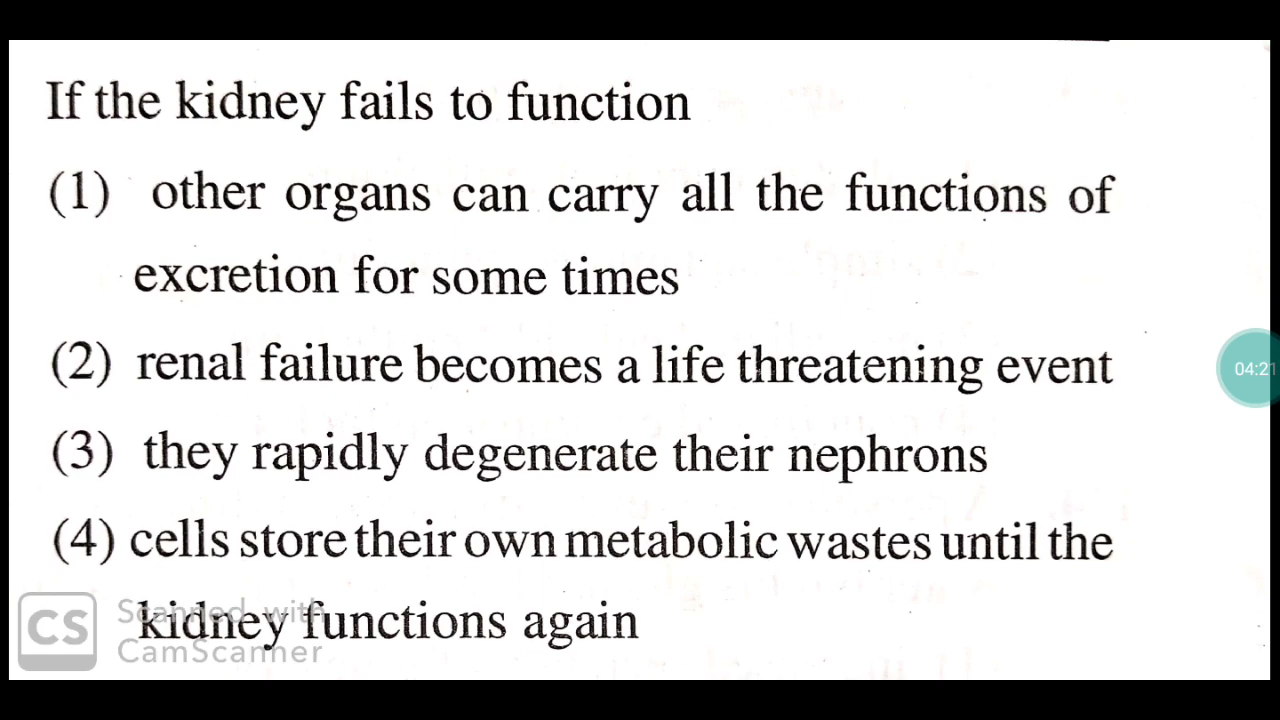 If the kidney fails to function
(1) other organs can carry all the functions of
excretion for some times
(2) renal failure becomes a life threatening event
(3) they rapidly degenerate their nephrons
(4) cells store their own metabolic wastes until the
kidney functions again
CS Scanned with
CamScanner
04:21